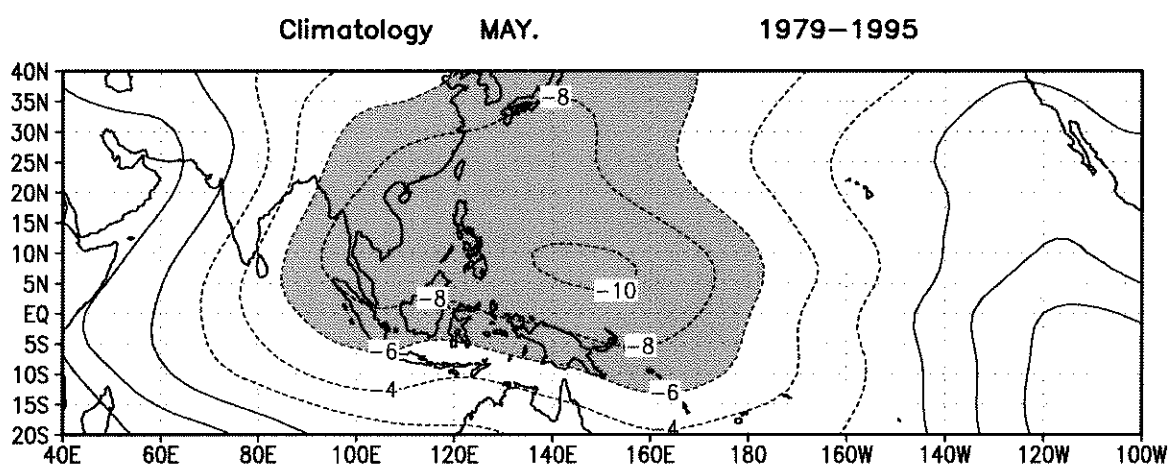 Climatology MAY. 1979−1995
40N
35N −8
30N
25N
20N
15N
10N
5N −10
EQ −8
5S −6 −8
10S −4 −6
15S −4
20S
40E 60E 80E 100E 120E 140E 160E 180 160W 140W 120W 100W